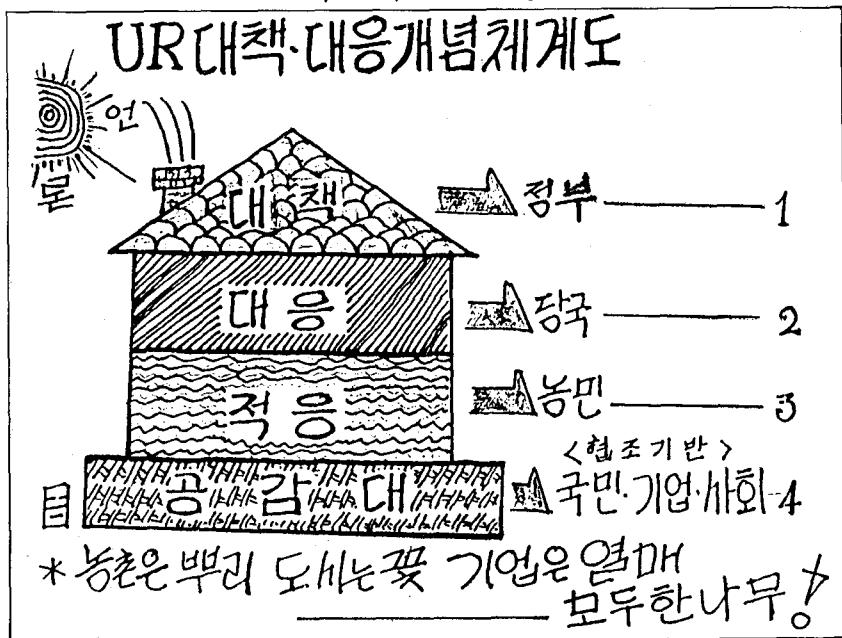 UR대책·대응개념체계도
언
론
대책
정부 1
대응
당국 2
적응
농민 3
<협조기반>
공감대
국민·기업·사회 4
* 농촌은 뿌리 도시는 꽃 기업은 열매
모두한나무!